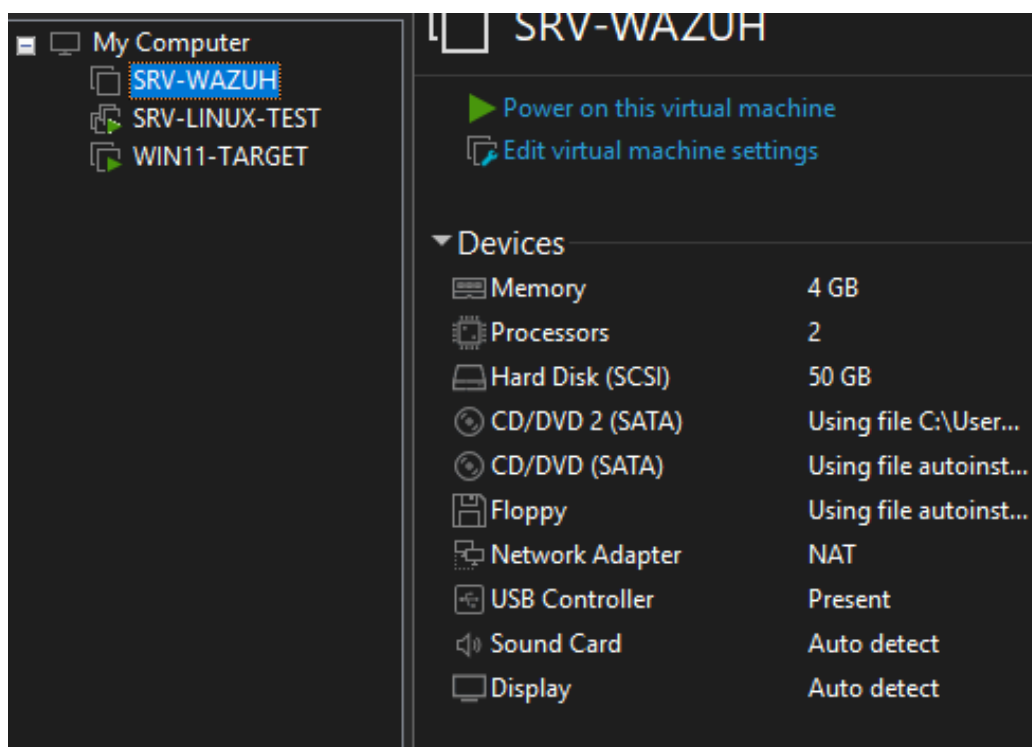 My Computer
SRV-WAZUH
SRV-LINUX-TEST
WIN11-TARGET
SRV-WAZUH
Power on this virtual machine
Edit virtual machine settings
Devices
Memory 4 GB
Processors 2
Hard Disk (SCSI) 50 GB
CD/DVD 2 (SATA) Using file C:\User...
CD/DVD (SATA) Using file autoinst...
Floppy Using file autoinst...
Network Adapter NAT
USB Controller Present
Sound Card Auto detect
Display Auto detect